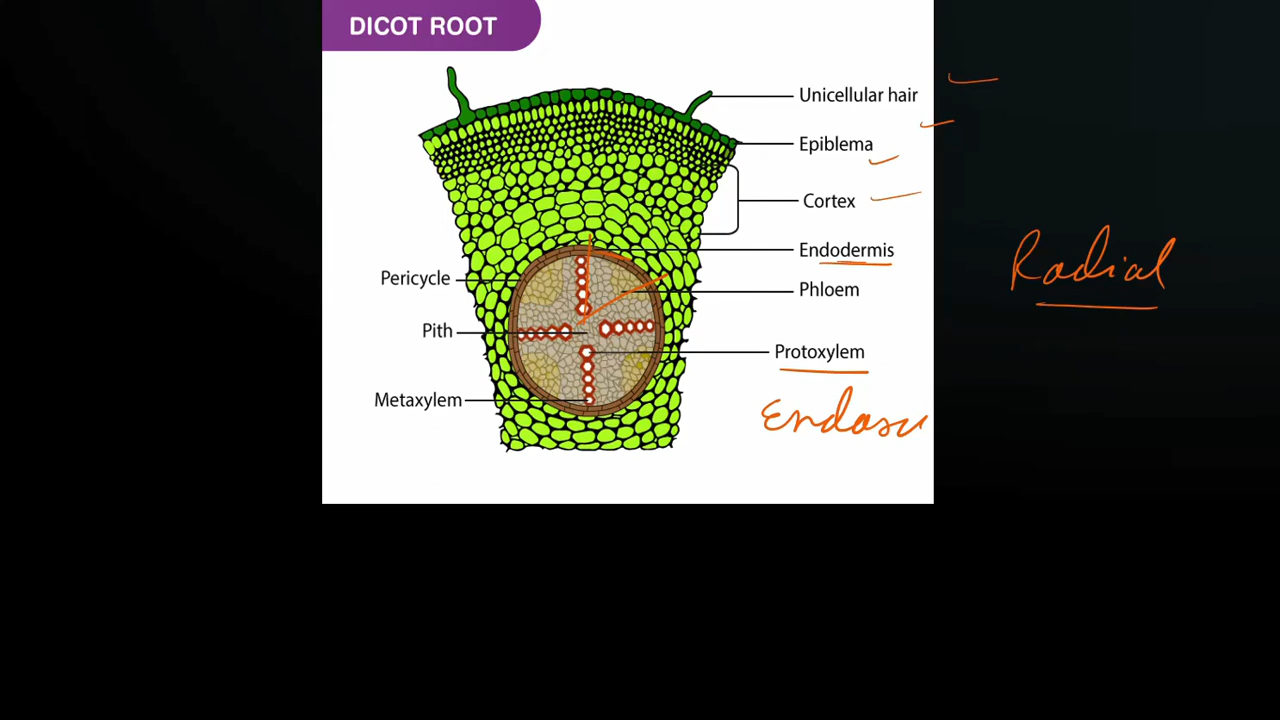 DICOT ROOT
Unicellular hair
Epiblema
Cortex
Endodermis
Pericycle
Phloem
Pith
Protoxylem
Metaxylem
Radial